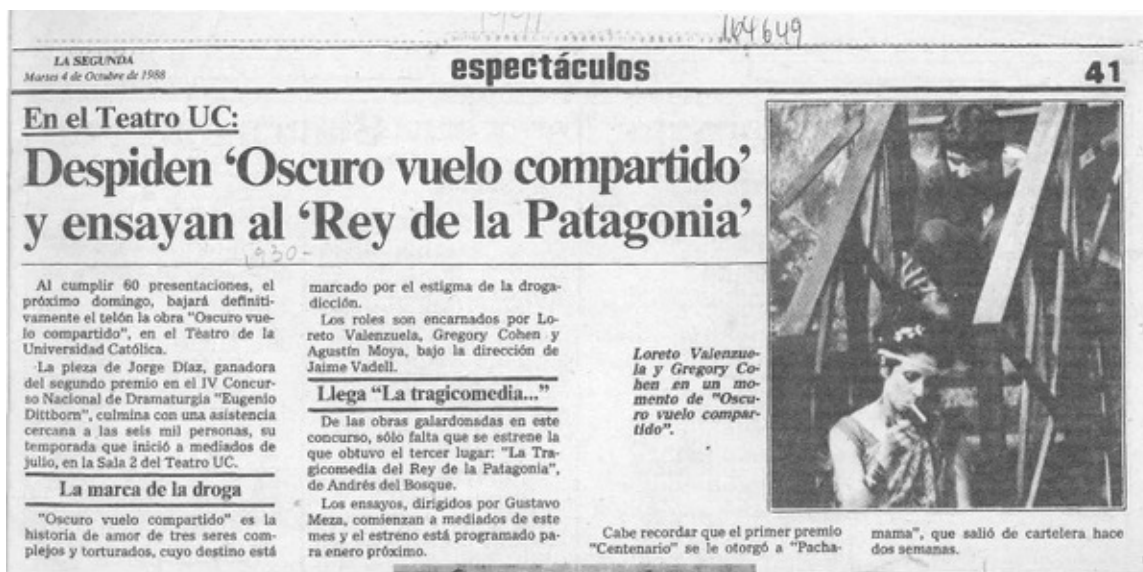 164649
LA SEGUNDA
Martes 4 de Octubre de 1988
espectáculos
41
En el Teatro UC:
Despiden ‘Oscuro vuelo compartido’
y ensayan al ‘Rey de la Patagonia’
1930-
Al cumplir 60 presentaciones, el
próximo domingo, bajará definiti-
vamente el telón la obra "Oscuro vue-
lo compartido", en el Teatro de la
Universidad Católica.
La pieza de Jorge Díaz, ganadora
del segundo premio en el IV Concur-
so Nacional de Dramaturgia "Eugenio
Dittborn", culmina con una asistencia
cercana a las seis mil personas, su
temporada que inició a mediados de
julio, en la Sala 2 del Teatro UC.
La marca de la droga
"Oscuro vuelo compartido" es la
historia de amor de tres seres com-
plejos y torturados, cuyo destino está
marcado por el estigma de la droga-
dicción.
Los roles son encarnados por Lo-
reto Valenzuela, Gregory Cohen y
Agustín Moya, bajo la dirección de
Jaime Vadell.
Llega "La tragicomedia..."
De las obras galardonadas en este
concurso, sólo falta que se estrene la
que obtuvo el tercer lugar: "La Tra-
gicomedia del Rey de la Patagonia",
de Andrés del Bosque.
Los ensayos, dirigidos por Gustavo
Meza, comienzan a mediados de este
mes y el estreno está programado pa-
ra enero próximo.
Loreto Valenzue-
la y Gregory Co-
hen en un mo-
mento de "Oscu-
ro vuelo compar-
tido".
Cabe recordar que el primer premio
"Centenario" se le otorgó a "Pacha-
mama", que salió de cartelera hace
dos semanas.